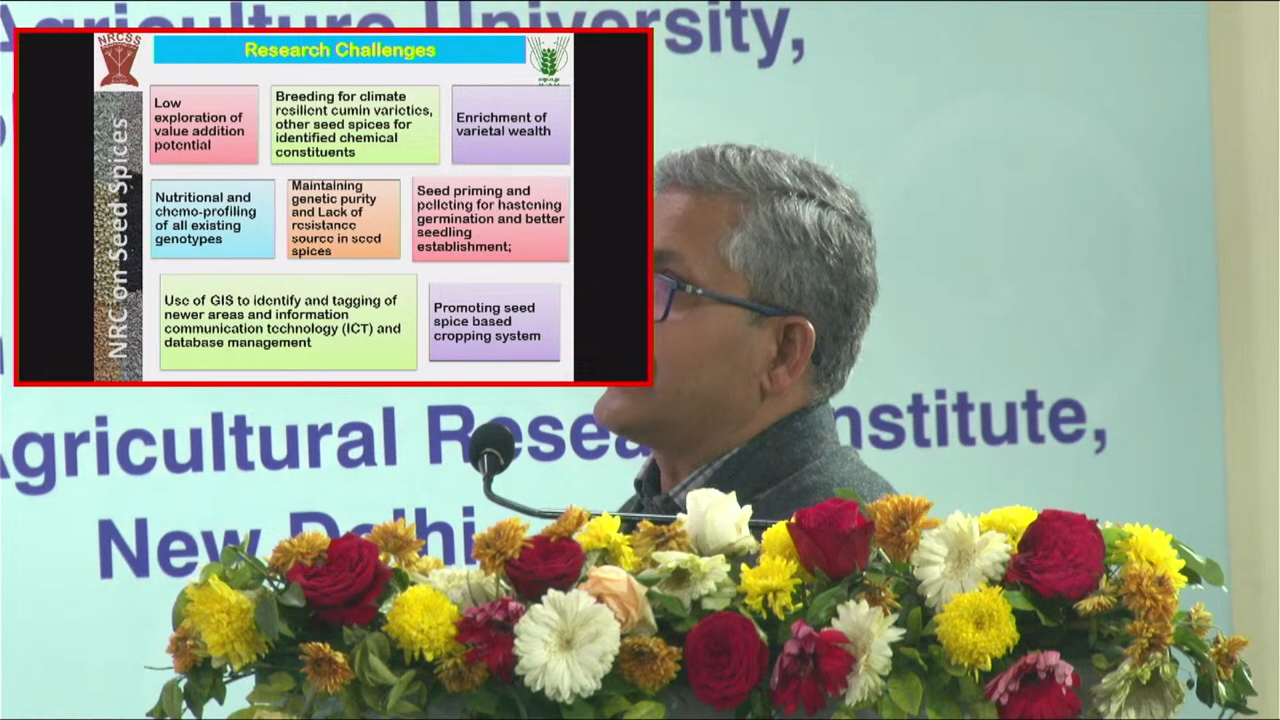 Agriculture University,
NRCSS
Research Challenges
NRC on Seed Spices
Low
exploration of
value addition
potential
Breeding for climate
resilient cumin varieties,
other seed spices for
identified chemical
constituents
Enrichment of
varietal wealth
Nutritional and
chemo-profiling
of all existing
genotypes
Maintaining
genetic purity
and Lack of
resistance
source in seed
spices
Seed priming and
pelleting for hastening
germination and better
seedling
establishment;
Use of GIS to identify and tagging of
newer areas and information
communication technology (ICT) and
database management
Promoting seed
spice based
cropping system
Agricultural Resea nstitute,
New Delhi